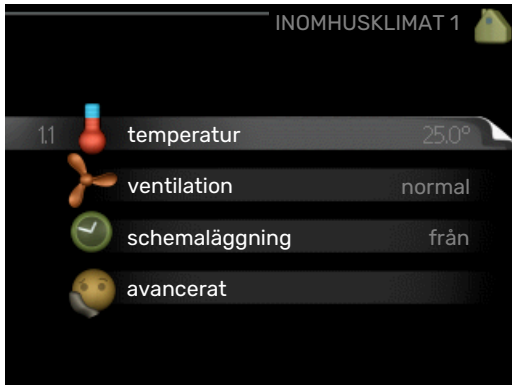 INOMHUSKLIMAT 1
1.1 temperatur 25.0°
ventilation normal
schemaläggning från
avancerat